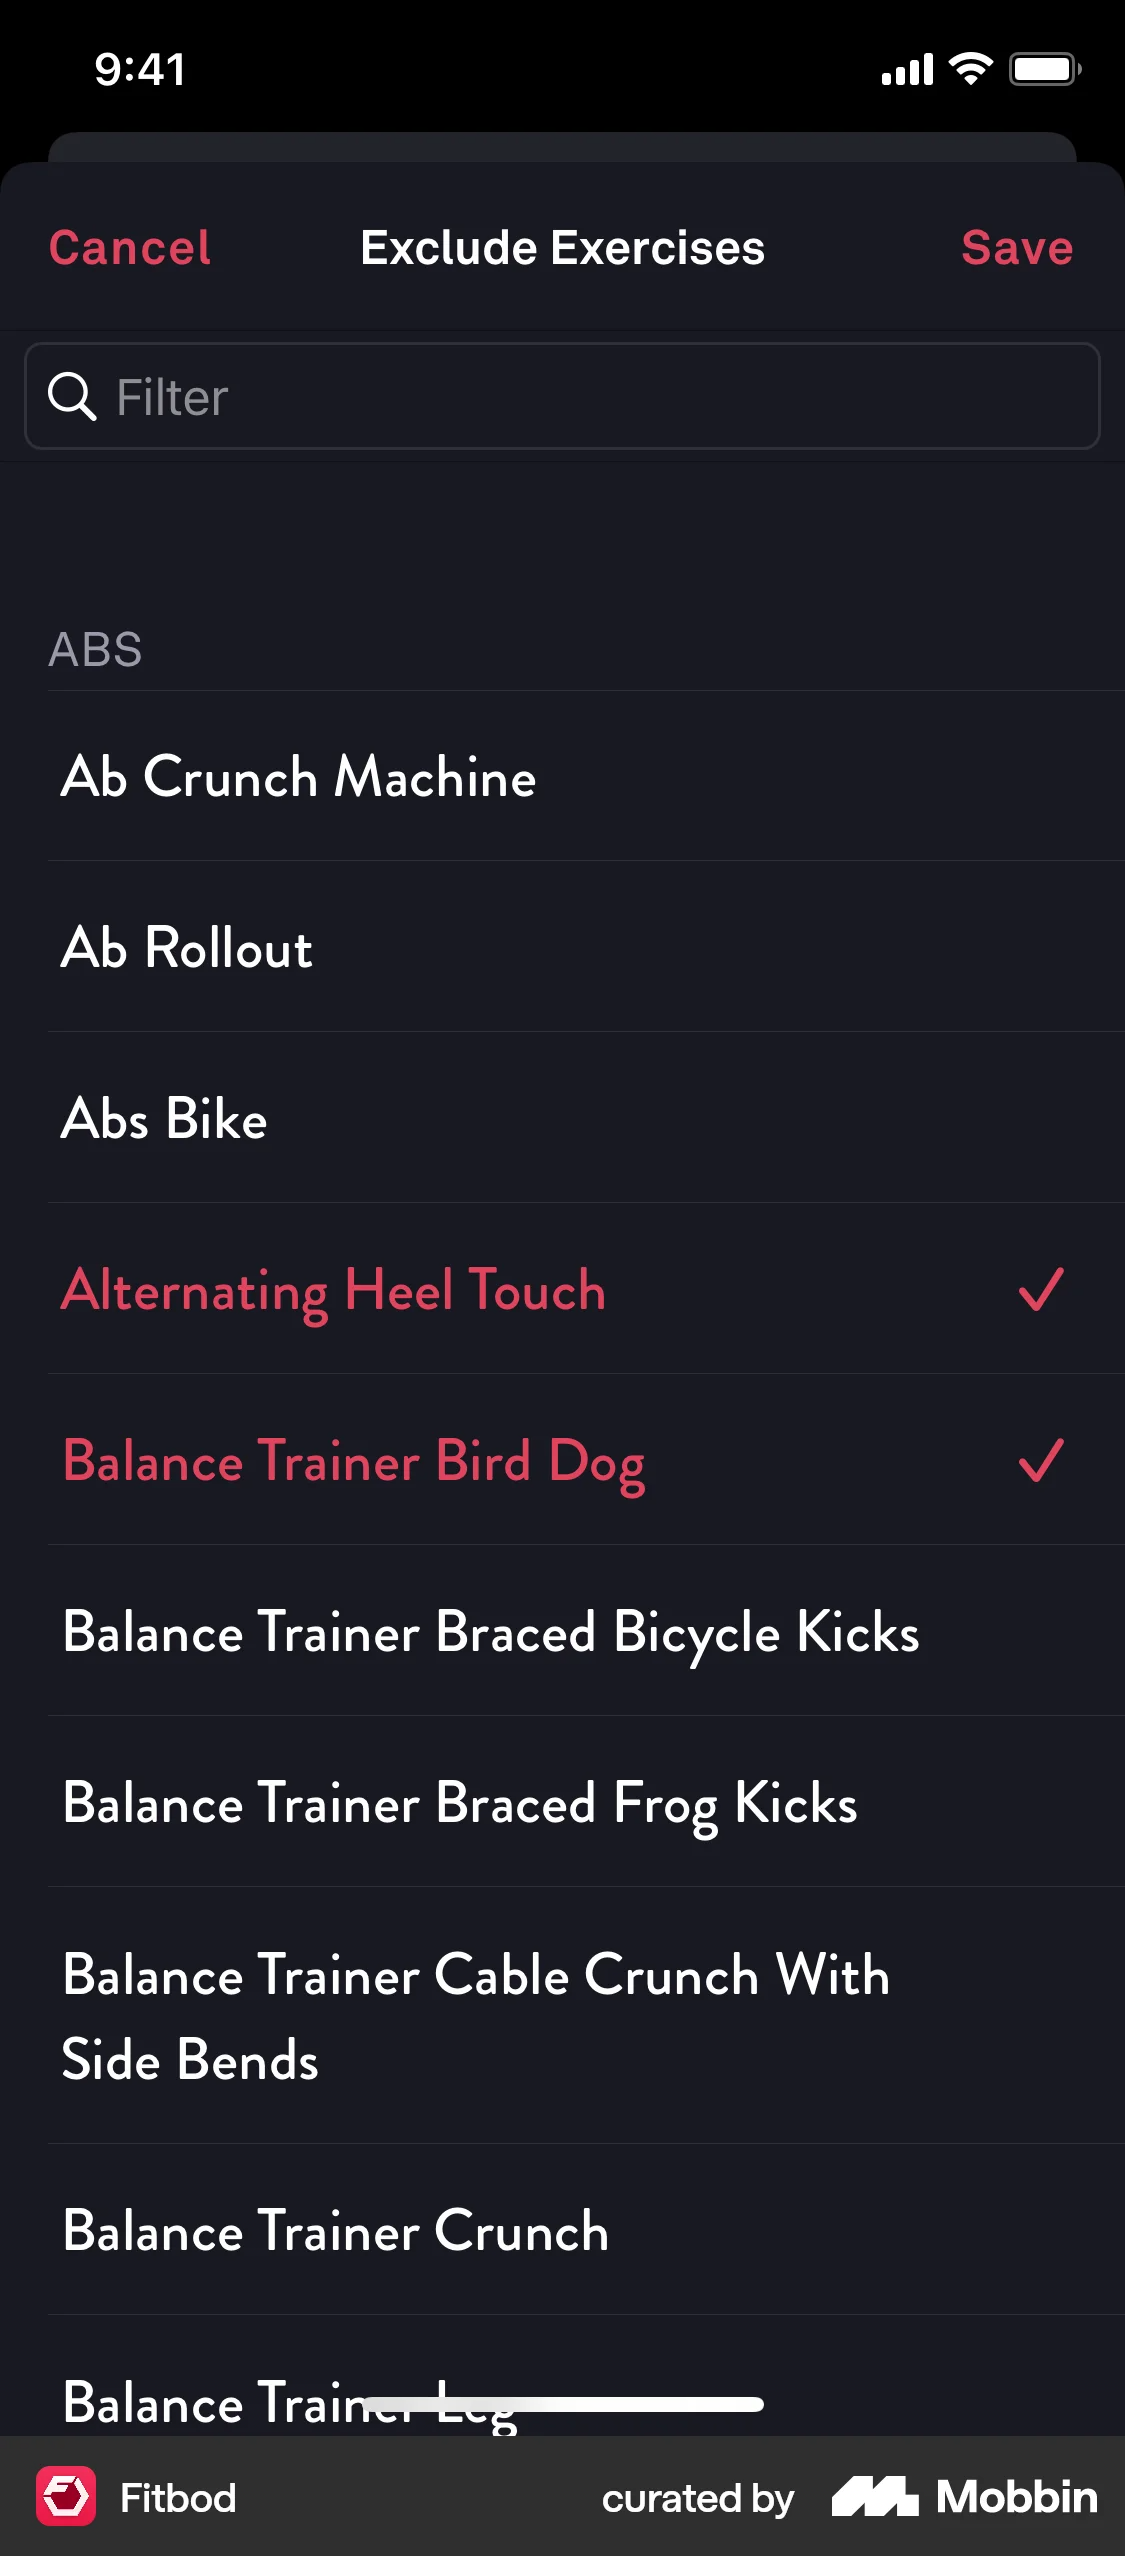 9:41
Cancel Exclude Exercises Save
Filter
ABS
Ab Crunch Machine
Ab Rollout
Abs Bike
Alternating Heel Touch
Balance Trainer Bird Dog
Balance Trainer Braced Bicycle Kicks
Balance Trainer Braced Frog Kicks
Balance Trainer Cable Crunch With
Side Bends
Balance Trainer Crunch
Balance Trainer Leg
Fitbod curated by Mobbin